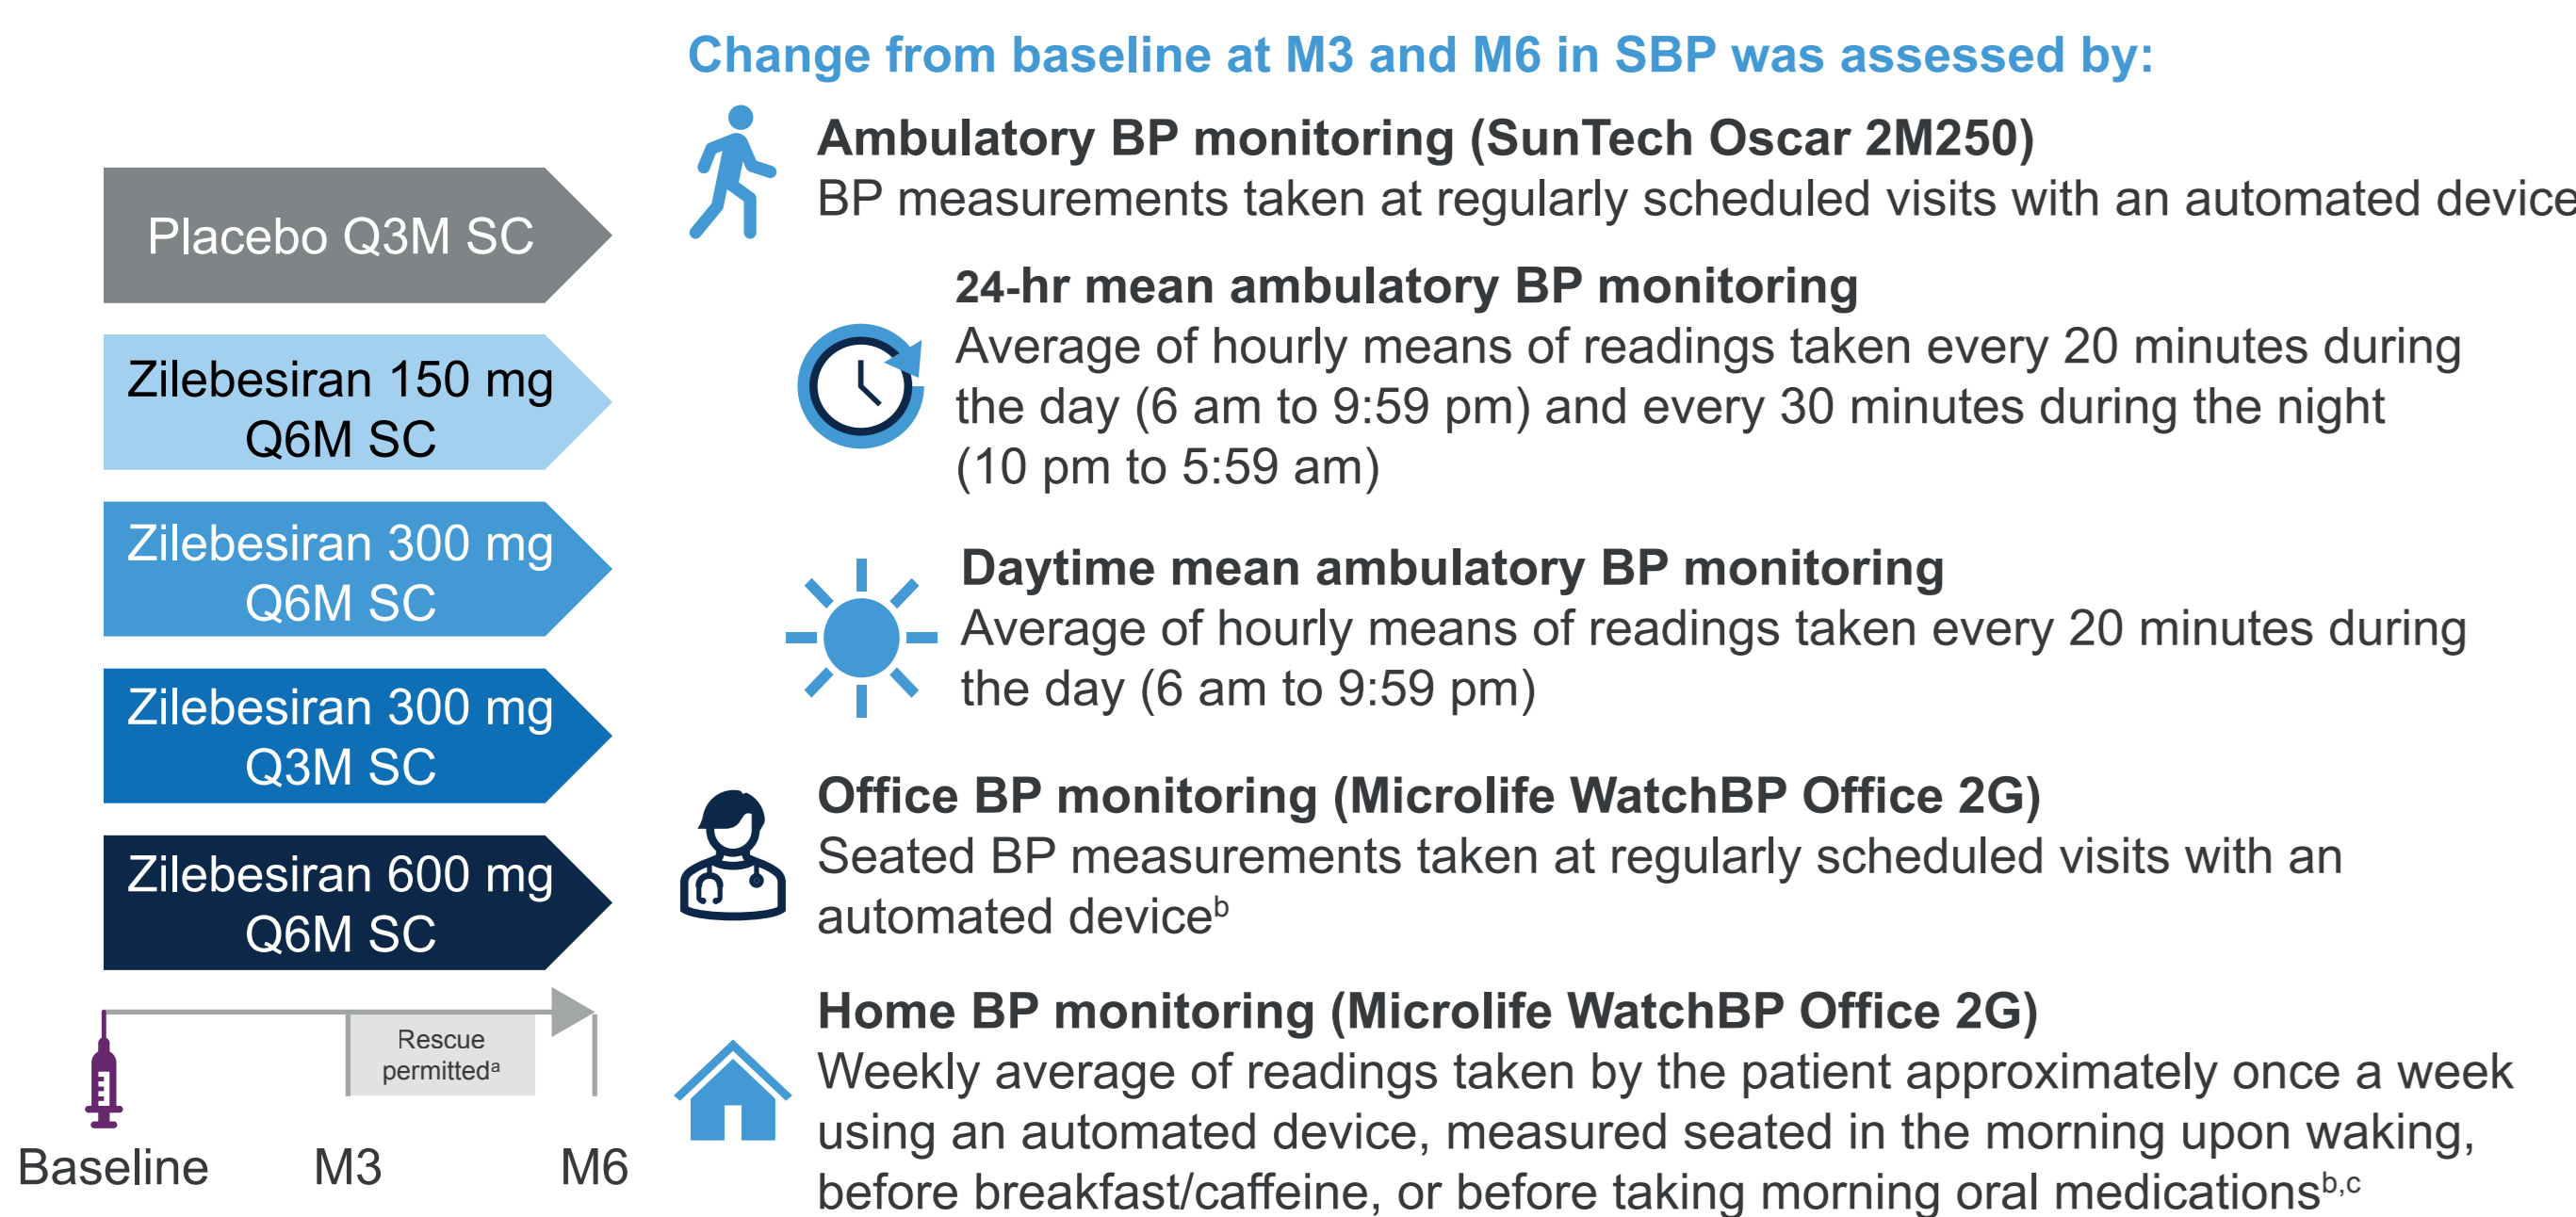 Change from baseline at M3 and M6 in SBP was assessed by:
Placebo Q3M SC
Zilebesiran 150 mg
Q6M SC
Zilebesiran 300 mg
Q6M SC
Zilebesiran 300 mg
Q3M SC
Zilebesiran 600 mg
Q6M SC
Rescue
permittedᵃ
Baseline
M3
M6
Ambulatory BP monitoring (SunTech Oscar 2M250)
BP measurements taken at regularly scheduled visits with an automated device
24-hr mean ambulatory BP monitoring
Average of hourly means of readings taken every 20 minutes during
the day (6 am to 9:59 pm) and every 30 minutes during the night
(10 pm to 5:59 am)
Daytime mean ambulatory BP monitoring
Average of hourly means of readings taken every 20 minutes during
the day (6 am to 9:59 pm)
Office BP monitoring (Microlife WatchBP Office 2G)
Seated BP measurements taken at regularly scheduled visits with an
automated deviceᵇ
Home BP monitoring (Microlife WatchBP Office 2G)
Weekly average of readings taken by the patient approximately once a week
using an automated device, measured seated in the morning upon waking,
before breakfast/caffeine, or before taking morning oral medicationsᵇ,ᶜ